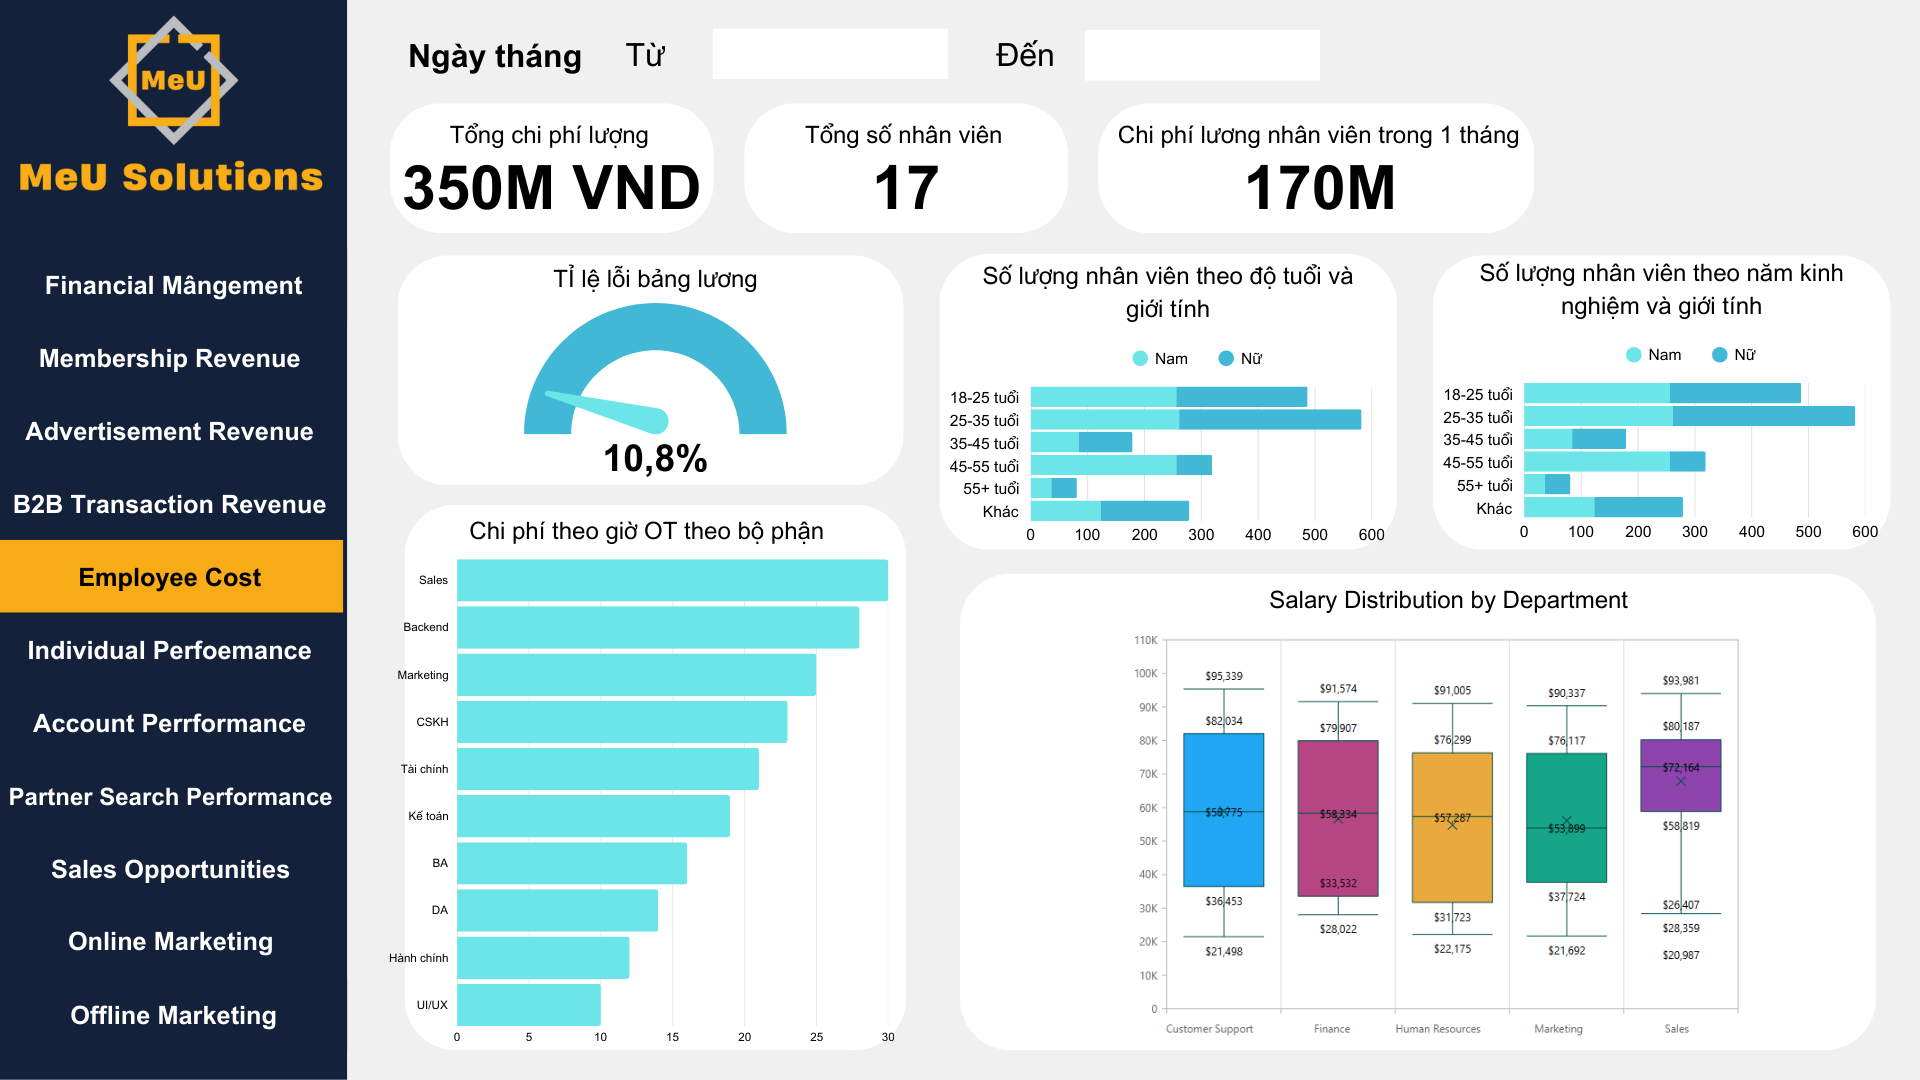 MeU
MeU Solutions
Financial Mângement
Membership Revenue
Advertisement Revenue
B2B Transaction Revenue
Employee Cost
Individual Perfoemance
Account Perrformance
Partner Search Performance
Sales Opportunities
Online Marketing
Offline Marketing
Ngày tháng Từ Đến
Tổng chi phí lượng
350M VND
Tổng số nhân viên
17
Chi phí lương nhân viên trong 1 tháng
170M
TỈ lệ lỗi bảng lương
10,8%
Số lượng nhân viên theo độ tuổi và
giới tính
Nam Nữ
18-25 tuổi
25-35 tuổi
35-45 tuổi
45-55 tuổi
55+ tuổi
Khác
0 100 200 300 400 500 600
Số lượng nhân viên theo năm kinh
nghiệm và giới tính
Nam Nữ
18-25 tuổi
25-35 tuổi
35-45 tuổi
45-55 tuổi
55+ tuổi
Khác
0 100 200 300 400 500 600
Chi phí theo giờ OT theo bộ phận
Sales
Backend
Marketing
CSKH
Tài chính
Kế toán
BA
DA
Hành chính
UI/UX
0 5 10 15 20 25 30
Salary Distribution by Department
110K
100K
90K
80K
70K
60K
50K
40K
30K
20K
10K
0
$95,339
$82,034
$58,775
$36,453
$21,498
$91,574
$79,907
$58,334
$33,532
$28,022
$91,005
$76,299
$57,287
$31,723
$22,175
$90,337
$76,117
$53,899
$37,724
$21,692
$93,981
$80,187
$72,164
$58,819
$26,407
$28,359
$20,987
Customer Support Finance Human Resources Marketing Sales